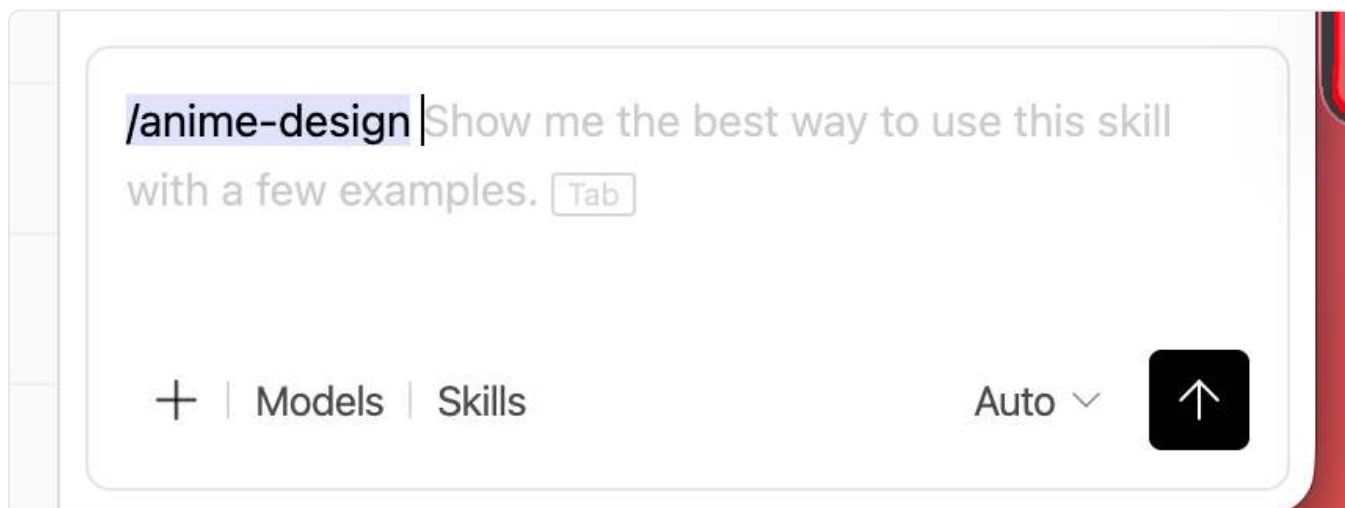 /anime-design Show me the best way to use this skill
with a few examples. Tab
Models Skills Auto